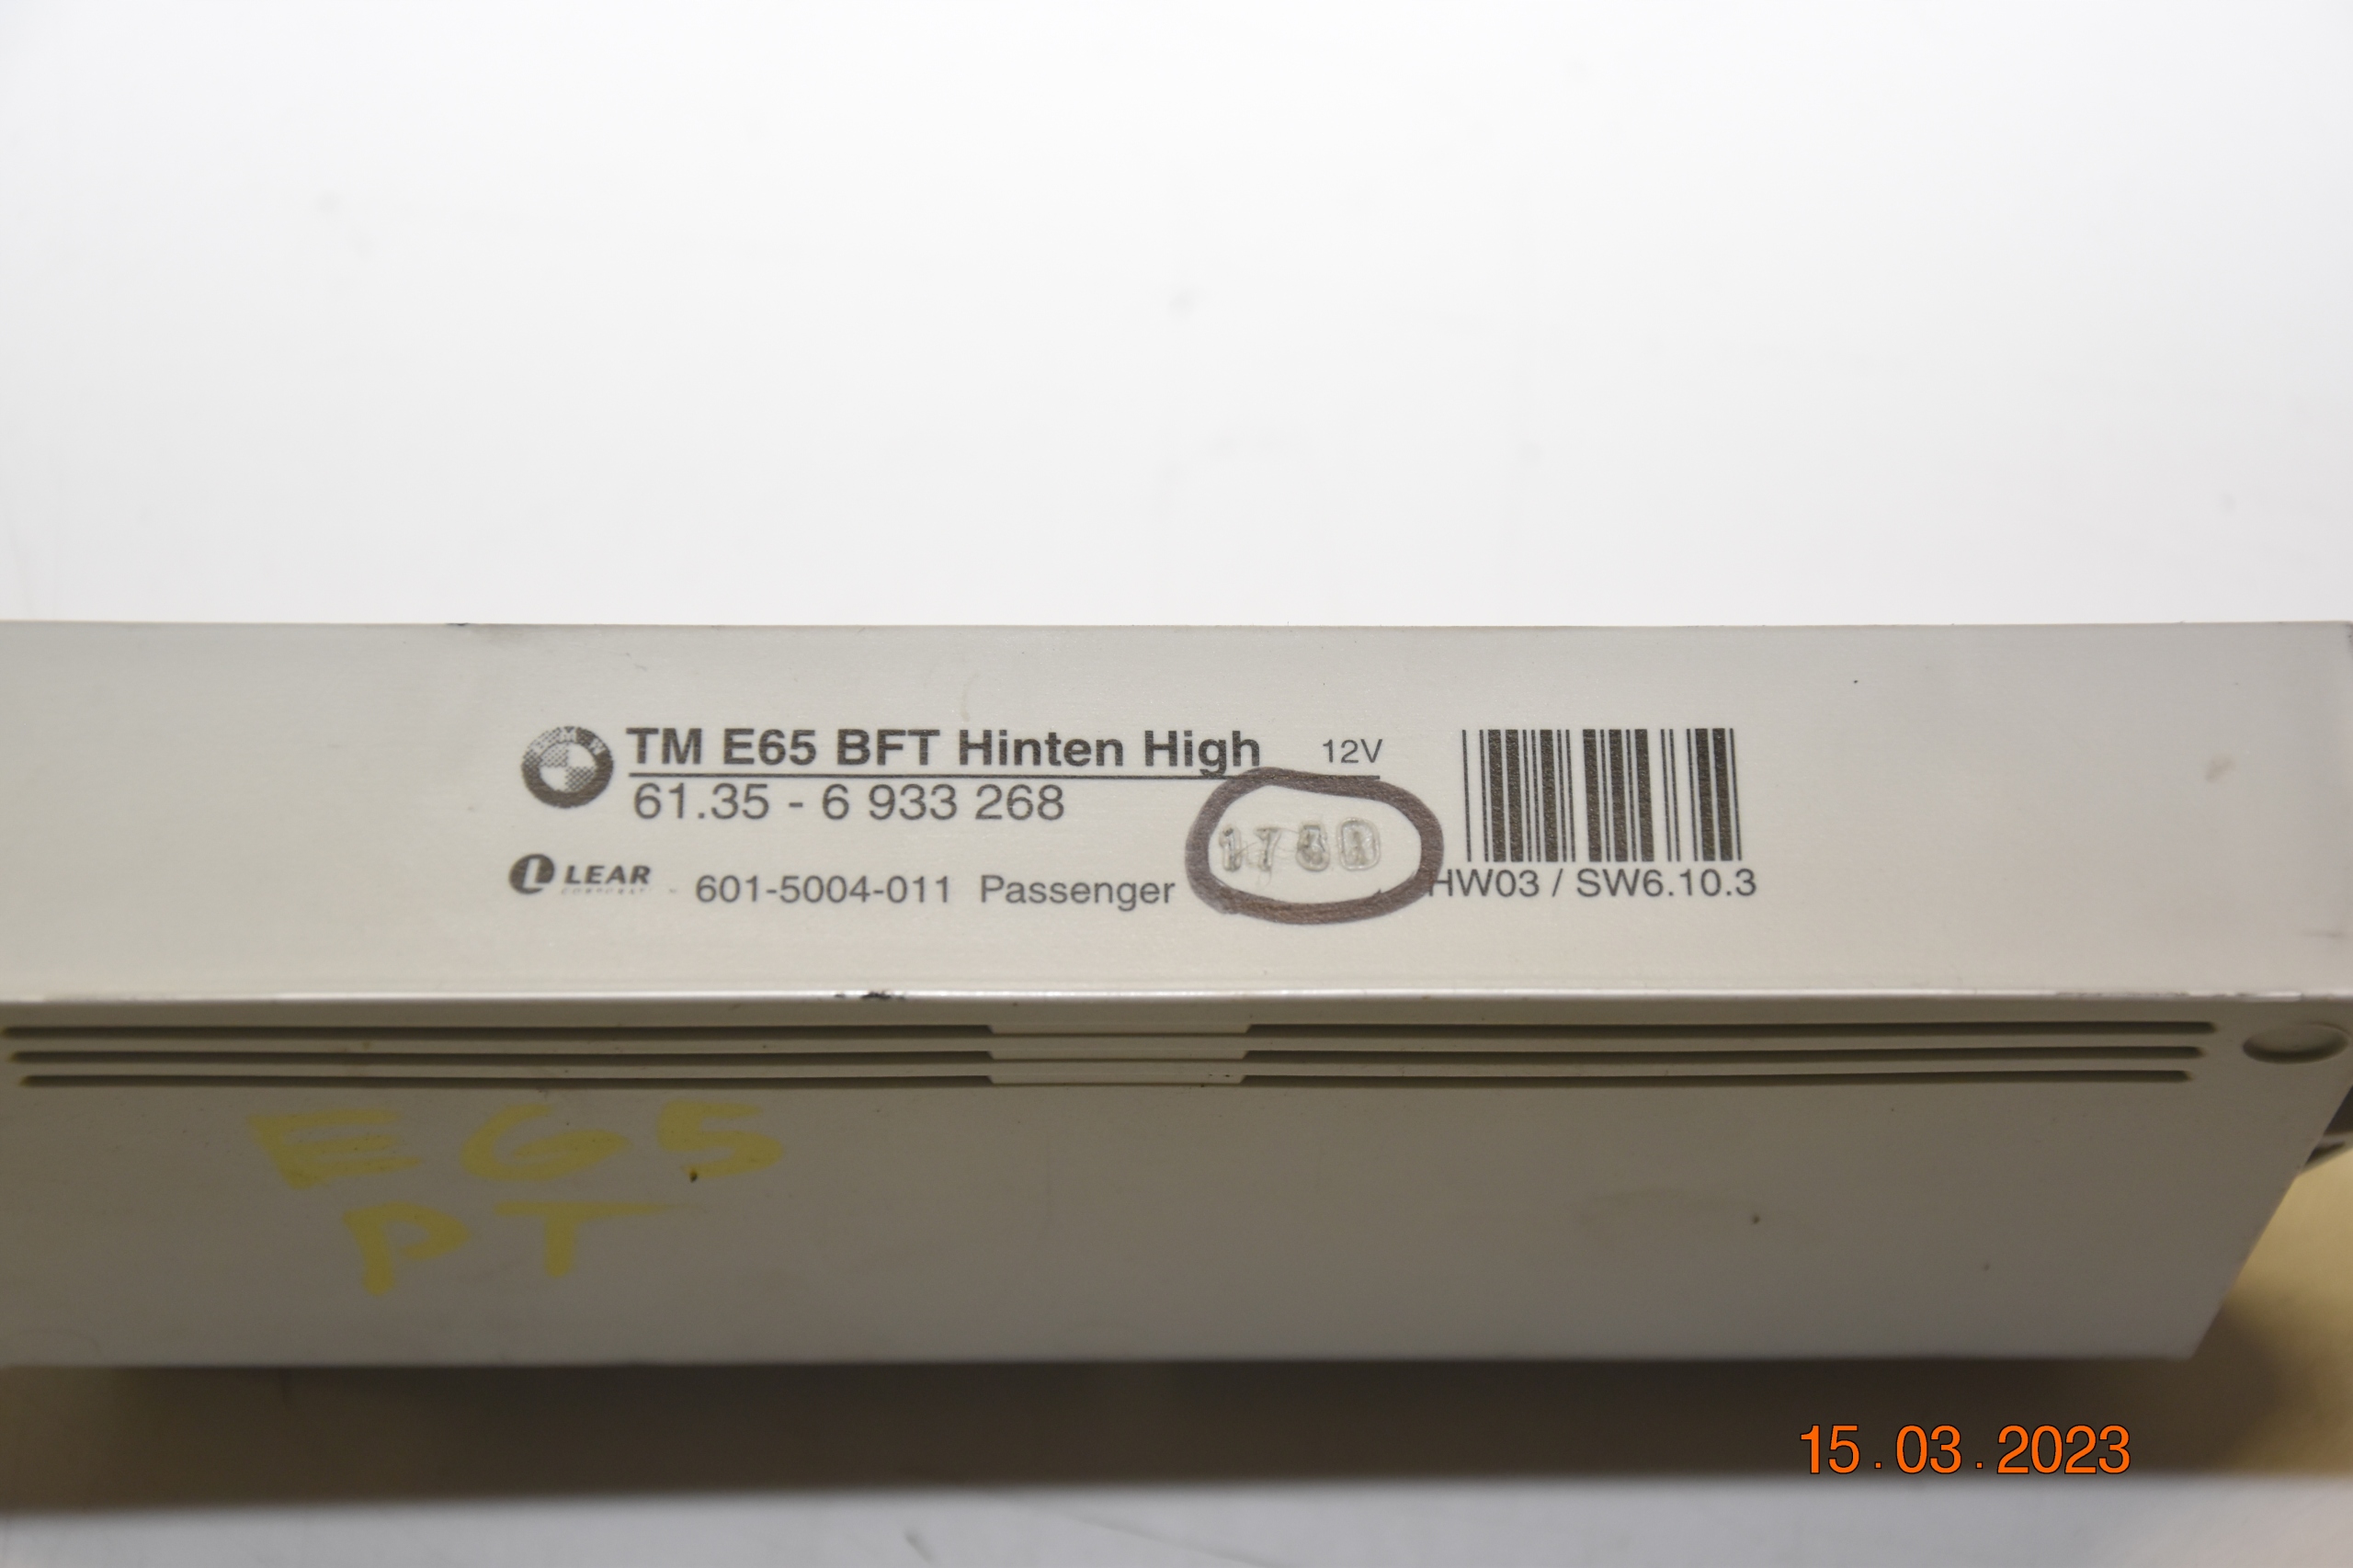 TM E65 BFT Hinten High 12V
61.35 - 6 933 268
LEAR 601-5004-011 Passenger
HW03 / SW6.10.3
E65
PT
15.03.2023